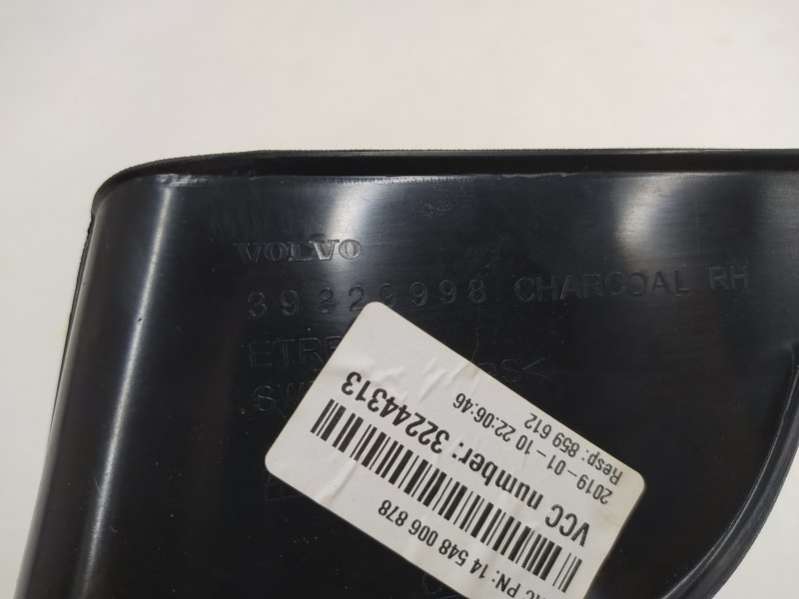 VOLVO
39826998 CHARCOAL RH
2019-01-10 22:06:46
Resp: 859 612
VCC number: 32244313
PN: 14 548 006 878